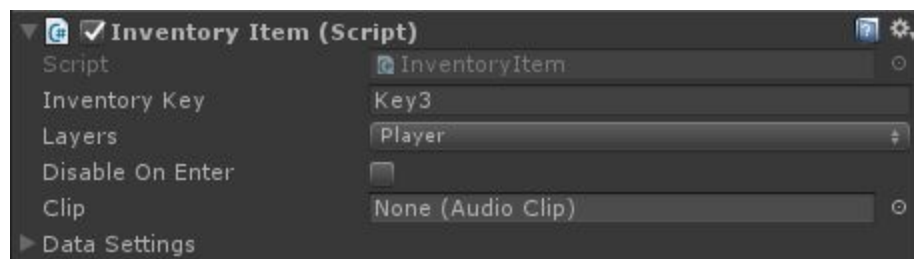 Inventory Item (Script)
Script InventoryItem
Inventory Key Key3
Layers Player
Disable On Enter
Clip None (Audio Clip)
Data Settings